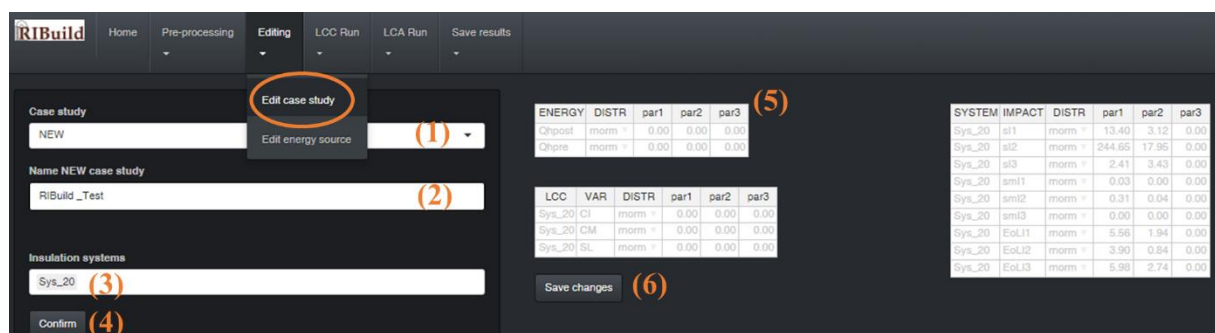 RIBuild Home Pre-processing Editing LCC Run LCA Run Save results
Edit case study
Edit energy source
Case study
NEW (1)
Name NEW case study
RIBuild _Test (2)
Insulation systems
Sys_20 (3)
Confirm (4)
ENERGY DISTR par1 par2 par3 (5)
Qhpost morm 0.00 0.00 0.00
Qhpre morm 0.00 0.00 0.00
LCC VAR DISTR par1 par2 par3
Sys_20 CI morm 0.00 0.00 0.00
Sys_20 CM morm 0.00 0.00 0.00
Sys_20 SL morm 0.00 0.00 0.00
Save changes (6)
SYSTEM IMPACT DISTR par1 par2 par3
Sys_20 sI1 morm 13.40 3.12 0.00
Sys_20 sI2 morm 244.65 17.95 0.00
Sys_20 sI3 morm 2.41 3.43 0.00
Sys_20 smI1 morm 0.03 0.00 0.00
Sys_20 smI2 morm 0.31 0.04 0.00
Sys_20 smI3 morm 0.00 0.00 0.00
Sys_20 EoLI1 morm 5.56 1.94 0.00
Sys_20 EoLI2 morm 3.90 0.84 0.00
Sys_20 EoLI3 morm 5.98 2.74 0.00